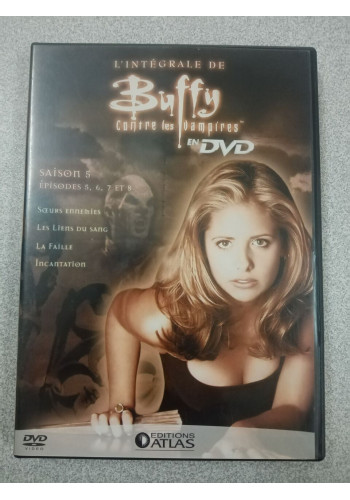 L'INTÉGRALE DE
Buffy
Contre les Vampires
EN DVD
SAISON 5
ÉPISODES 5, 6, 7 ET 8
SŒURS ENNEMIES
LES LIENS DU SANG
LA FAILLE
INCANTATION
DVD
VIDEO
EDITIONS
ATLAS